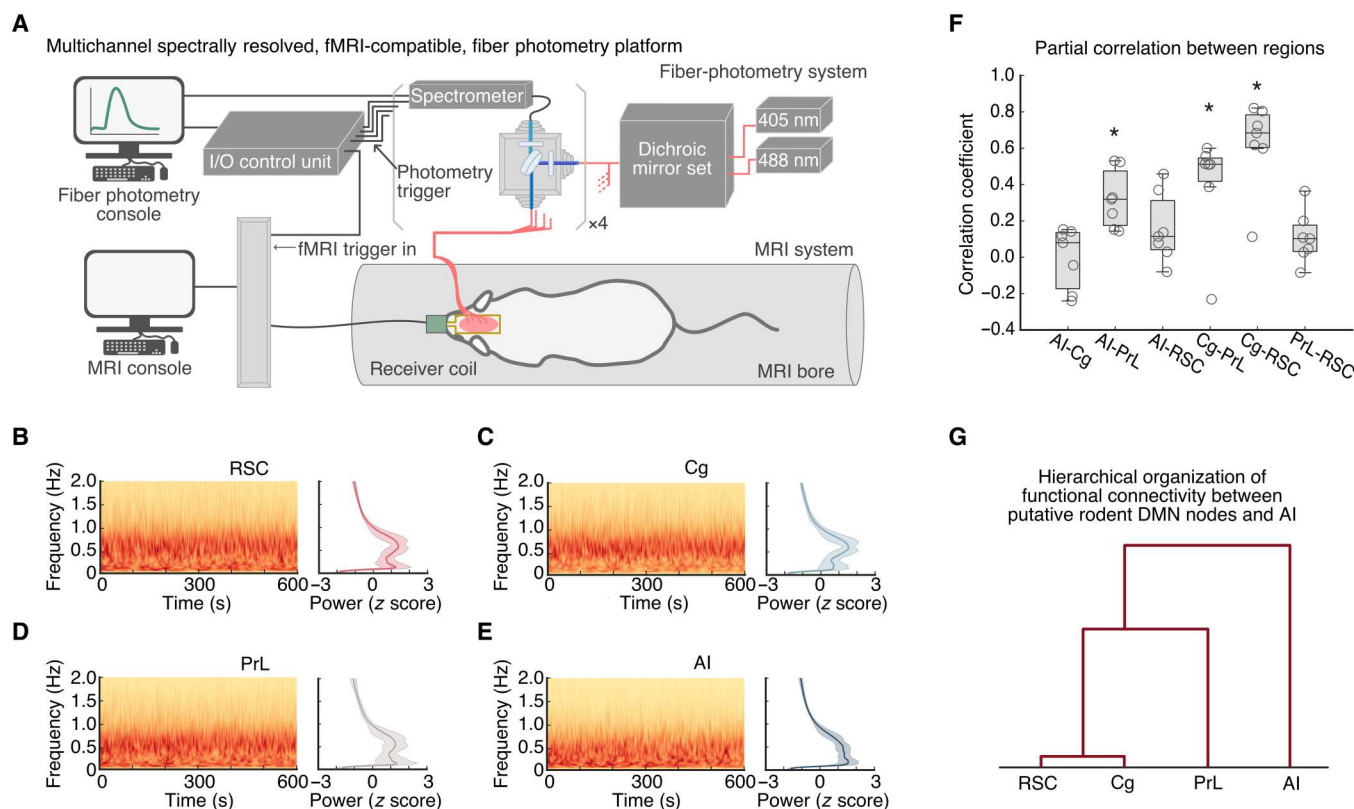 A
Multichannel spectrally resolved, fMRI-compatible, fiber photometry platform
Fiber-photometry system
Spectrometer
405 nm
488 nm
Dichroic
mirror set
I/O control unit
Photometry
trigger
Fiber photometry
console
×4
←fMRI trigger in
MRI system
MRI console
Receiver coil
MRI bore
B
RSC
Frequency (Hz)
2.0
1.5
1.0
0.5
0
0
300
600
Time (s)
−3
0
3
Power (z score)
C
Cg
Frequency (Hz)
2.0
1.5
1.0
0.5
0
0
300
600
Time (s)
−3
0
3
Power (z score)
D
PrL
Frequency (Hz)
2.0
1.5
1.0
0.5
0
0
300
600
Time (s)
−3
0
3
Power (z score)
E
AI
Frequency (Hz)
2.0
1.5
1.0
0.5
0
0
300
600
Time (s)
−3
0
3
Power (z score)
F
Partial correlation between regions
Correlation coefficient
1.0
0.8
0.6
0.4
0.2
0.0
−0.2
−0.4
*
*
*
AI-Cg
AI-PrL
AI-RSC
Cg-PrL
Cg-RSC
PrL-RSC
G
Hierarchical organization of
functional connectivity between
putative rodent DMN nodes and AI
RSC
Cg
PrL
AI